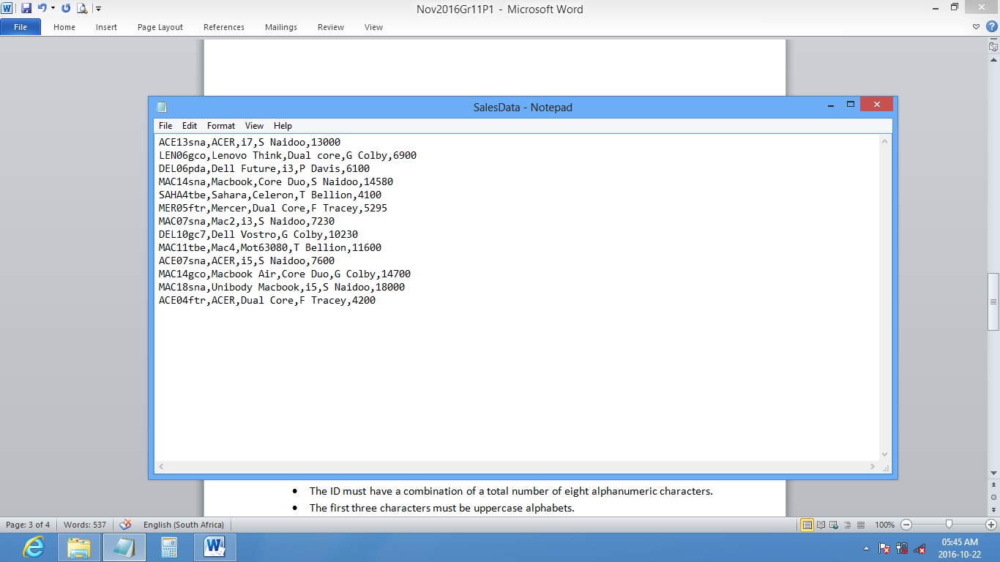 Nov2016Gr11P1 - Microsoft Word
File Home Insert Page Layout References Mailings Review View
SalesData - Notepad
File Edit Format View Help
ACE13sna,ACER,i7,S Naidoo,13000
LEN06gco,Lenovo Think,Dual core,G Colby,6900
DEL06pda,Dell Future,i3,P Davis,6100
MAC14sna,Macbook,Core Duo,S Naidoo,14580
SAHA4tbe,Sahara,Celeron,T Bellion,4100
MER05ftr,Mercer,Dual Core,F Tracey,5295
MAC07sna,Mac2,i3,S Naidoo,7230
DEL10gc7,Dell Vostro,G Colby,10230
MAC11tbe,Mac4,Mot63080,T Bellion,11600
ACE07sna,ACER,i5,S Naidoo,7600
MAC14gco,Macbook Air,Core Duo,G Colby,14700
MAC18sna,Unibody Macbook,i5,S Naidoo,18000
ACE04ftr,ACER,Dual Core,F Tracey,4200
• The ID must have a combination of a total number of eight alphanumeric characters.
• The first three characters must be uppercase alphabets.
Page: 3 of 4 Words: 537 English (South Africa) 100%
05:45 AM
2016-10-22